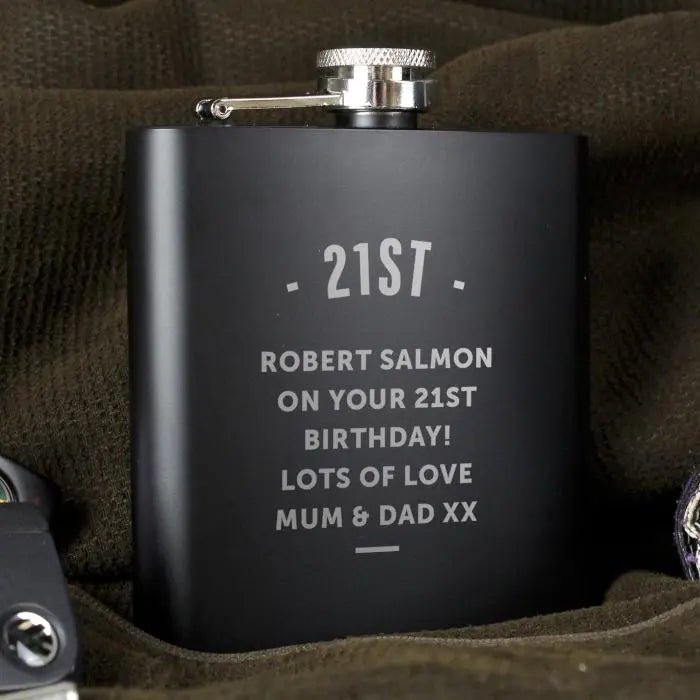 - 21ST -
ROBERT SALMON
ON YOUR 21ST
BIRTHDAY!
LOTS OF LOVE
MUM & DAD XX